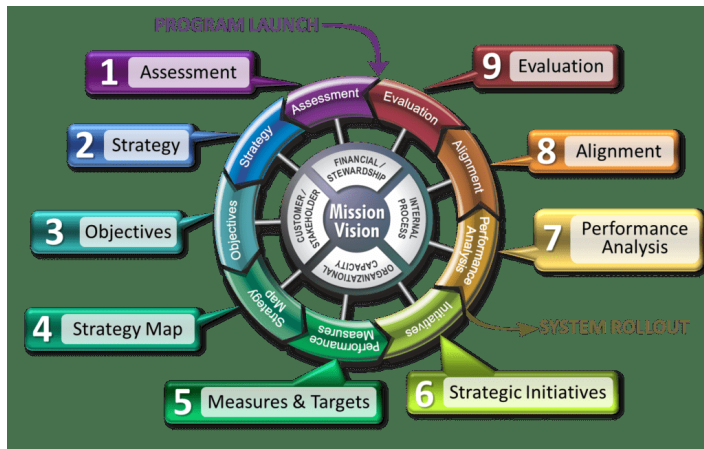 PROGRAM LAUNCH
1 Assessment
2 Strategy
3 Objectives
4 Strategy Map
5 Measures & Targets
6 Strategic Initiatives
7 Performance
Analysis
8 Alignment
9 Evaluation
SYSTEM ROLLOUT
Assessment
Strategy
Objectives
Strategy
Map
Performance
Measures
Initiatives
Performance
Analysis
Alignment
Evaluation
FINANCIAL/
STEWARDSHIP
CUSTOMER/
STAKEHOLDER
ORGANIZATIONAL
CAPACITY
INTERNAL
PROCESS
Mission
Vision